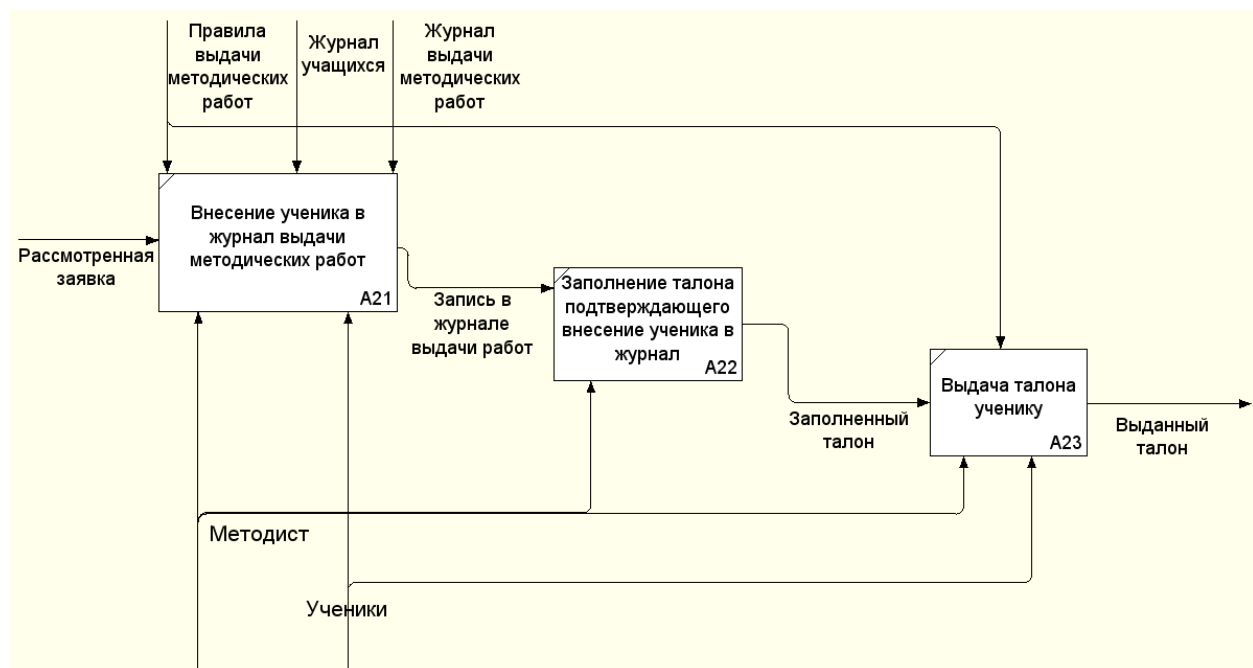 Правила
выдачи
методических
работ
Журнал
учащихся
Журнал
выдачи
методических
работ
Внесение ученика в
журнал выдачи
методических работ
A21
Рассмотренная
заявка
Запись в
журнале
выдачи работ
Заполнение талона
подтверждающего
внесение ученика в
журнал
A22
Заполненный
талон
Выдача талона
ученику
A23
Выданный
талон
Методист
Ученики